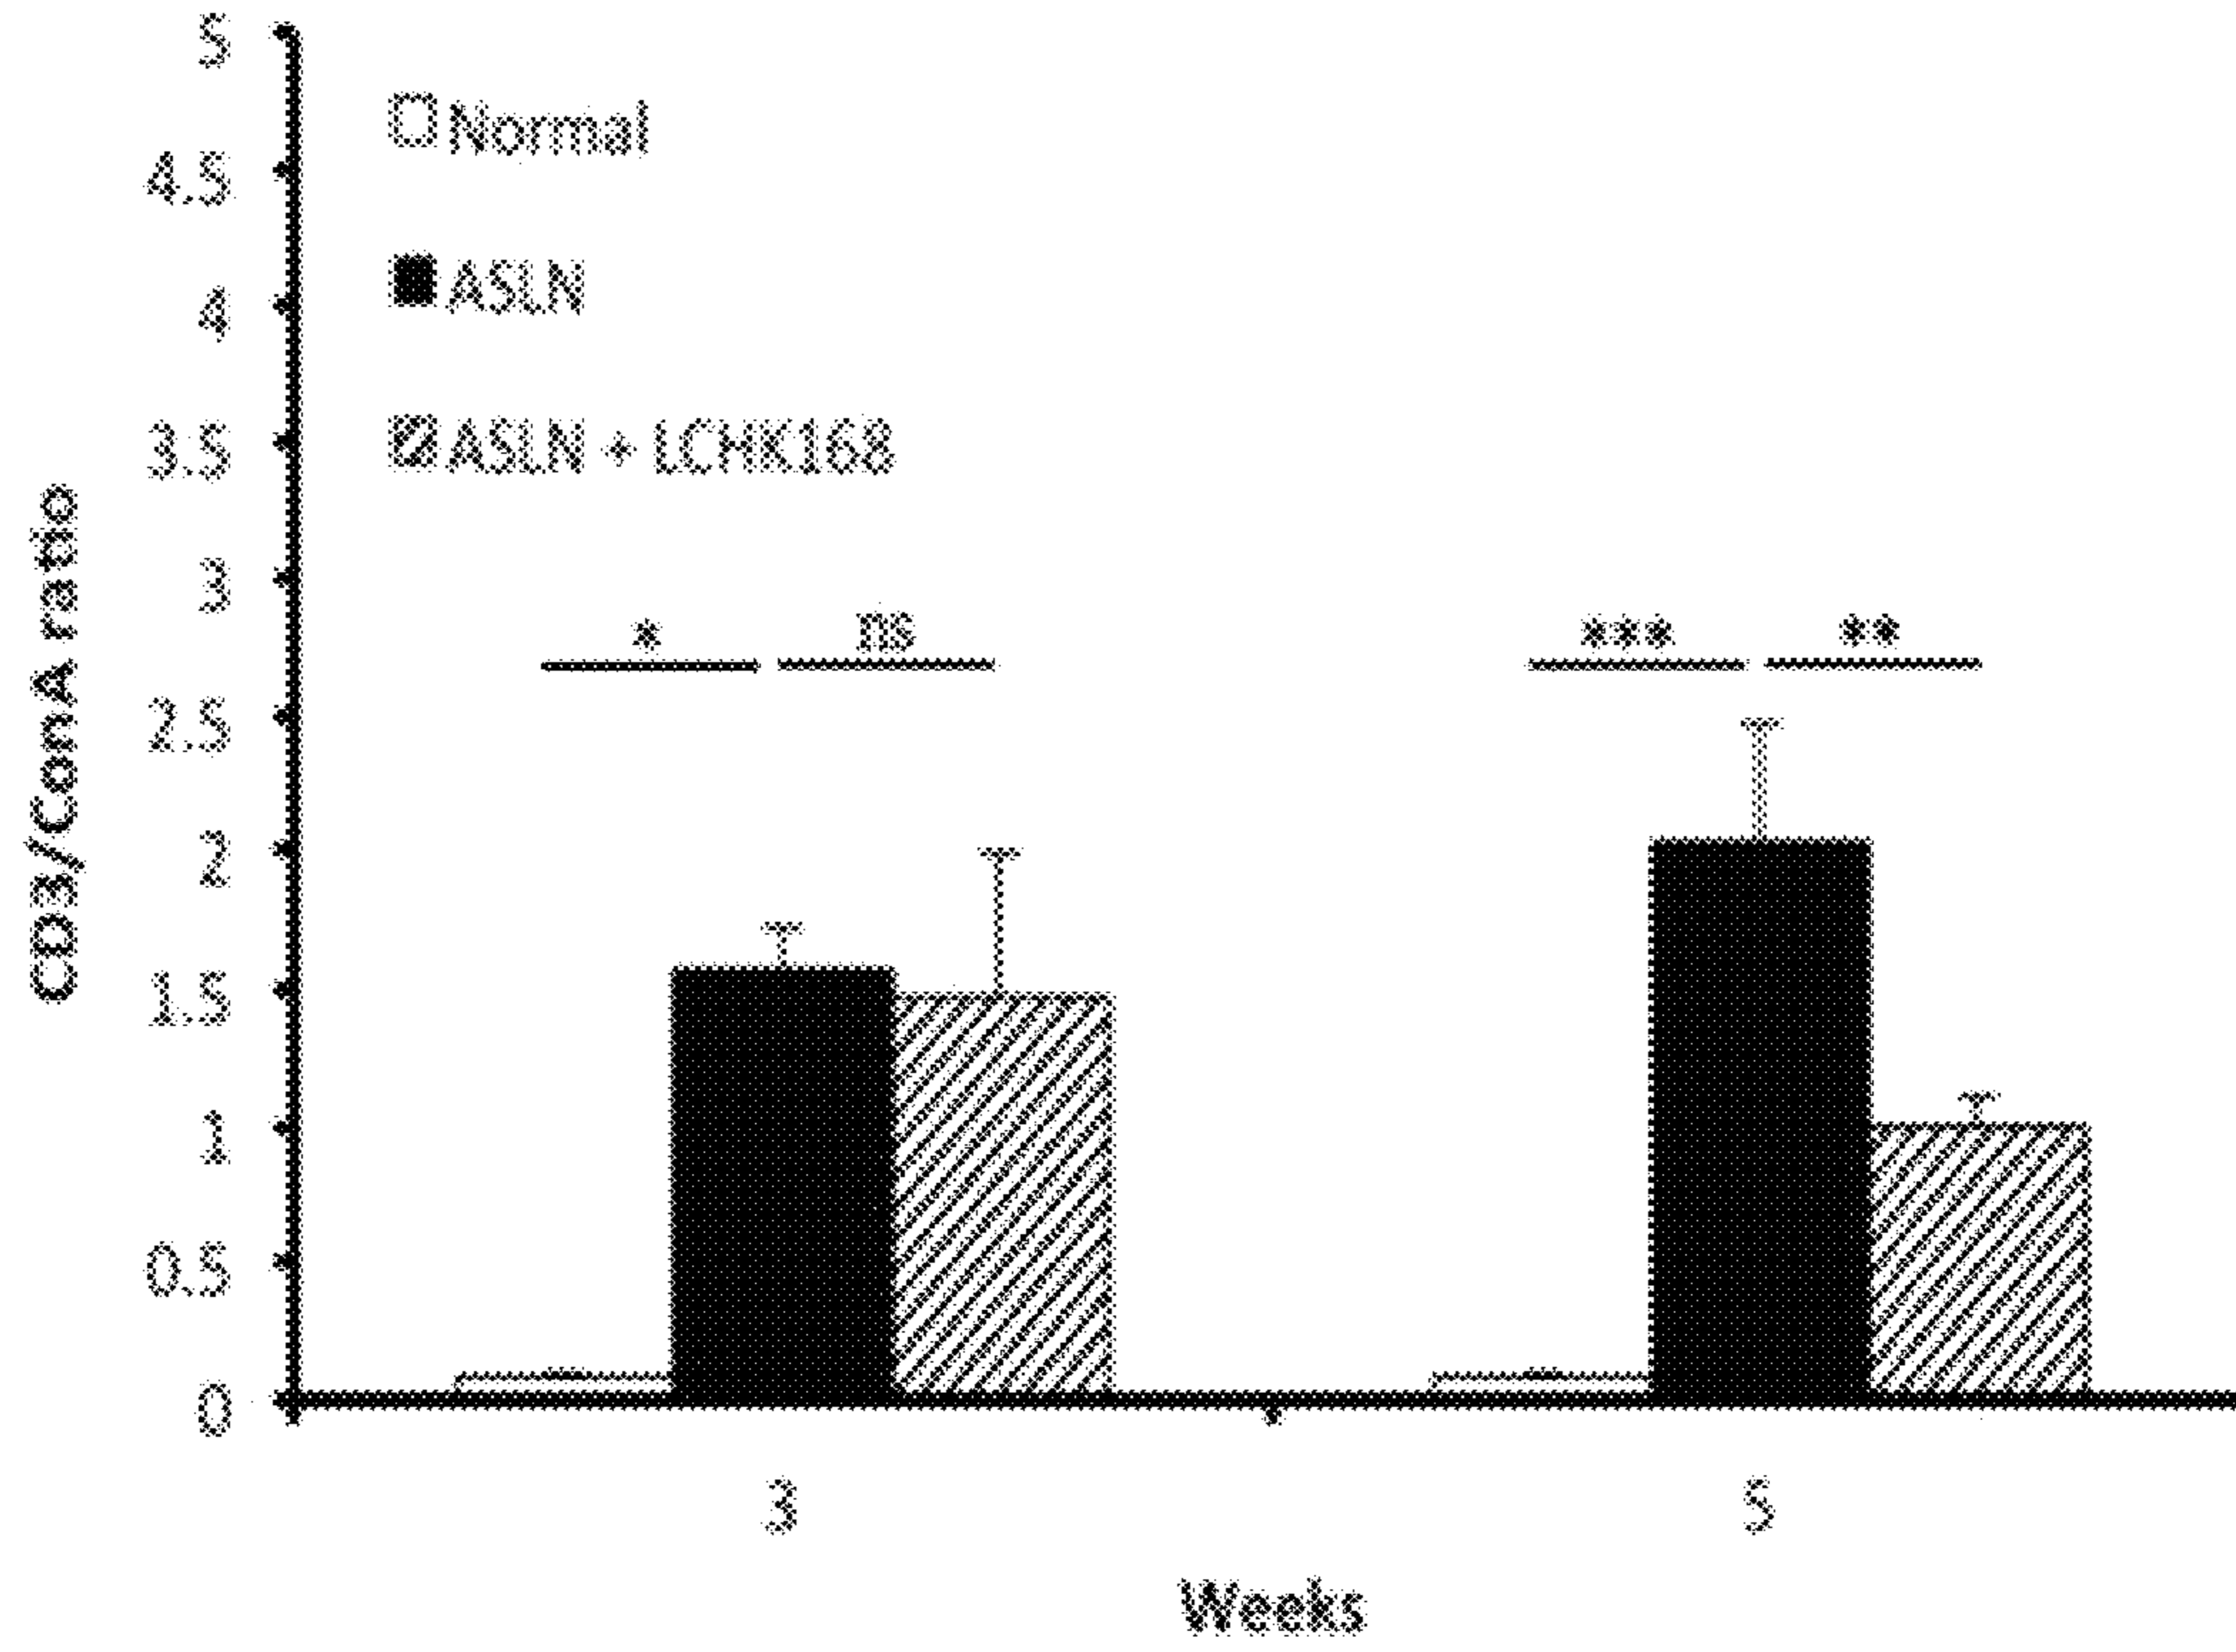 5
4.5
4
3.5
3
2.5
2
1.5
1
0.5
0
CD3/ConA ratio
Normal
ASLN
ASLN + LCHK168
* ns
*** **
3 5
Weeks